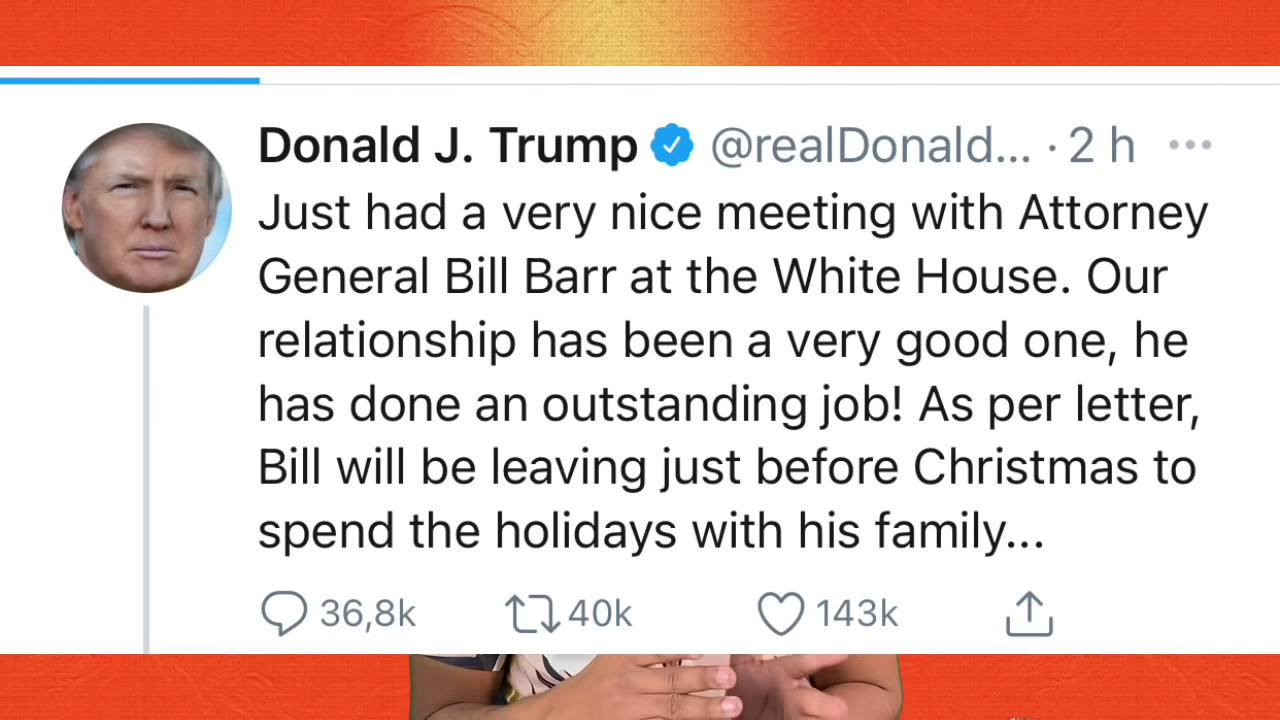 Donald J. Trump @realDonald... · 2 h
Just had a very nice meeting with Attorney
General Bill Barr at the White House. Our
relationship has been a very good one, he
has done an outstanding job! As per letter,
Bill will be leaving just before Christmas to
spend the holidays with his family...
36,8k 40k 143k